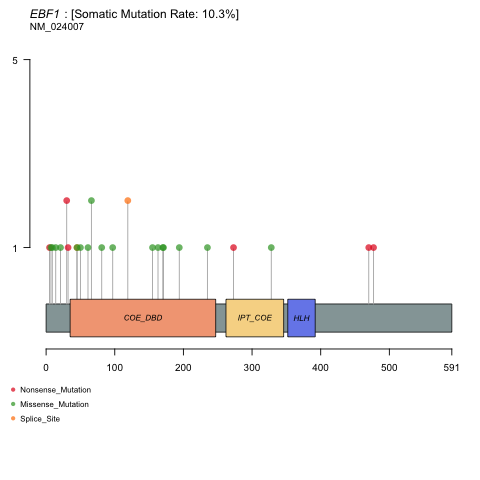 EBF1 : [Somatic Mutation Rate: 10.3%]
NM_024007
5
1
COE_DBD IPT_COE HLH
0 100 200 300 400 500 591
Nonsense_Mutation
Missense_Mutation
Splice_Site